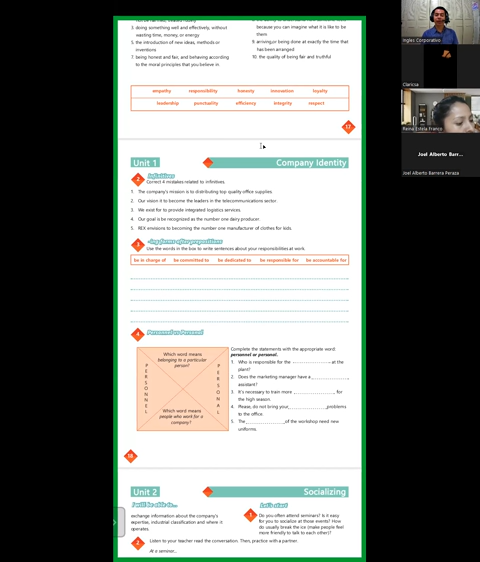 3. doing something well and effectively, without
wasting time, money, or energy
because you can imagine what it is like to be
them
5. the introduction of new ideas, methods or
inventions
9. arriving, or being done at exactly the time that
has been arranged
7. being honest and fair, and behaving according
to the moral principles that you believe in
10. the quality of being fair and truthful
empathy responsibility honesty innovation loyalty
leadership punctuality efficiency integrity respect
17
Unit 1 Company Identity
2. Infinitives
Correct 4 mistakes related to infinitives.
1. The company's mission is to distributing top quality office supplies.
2. Our vision it to become the leaders in the telecommunications sector.
3. We exist for to provide integrated logistics services.
4. Our goal is be recognized as the number one dairy producer.
5. REX envisions to becoming the number one manufacturer of clothes for kids.
3. -ing forms after prepositions
Use the words in the box to write sentences about your responsibilities at work.
be in charge of be committed to be dedicated to be responsible for be accountable for
4 Personnel vs Personal
Which word means
belonging to a particular
person?
PERSONNEL
PERSONAL
Which word means
people who work for a
company?
Complete the statements with the appropriate word:
personnel or personal.
1. Who is responsible for the at the
plant?
2. Does the marketing manager have a
assistant?
3. It's necessary to train more for
the high season.
4. Please, do not bring your problems
to the office.
5. The of the workshop need new
uniforms.
18
Unit 2 Socializing
I will be able to...
exchange information about the company's
expertise, industrial classification and where it
operates.
Let's start
1 Do you often attend seminars? Is it easy
for you to socialize at those events? How
do usually break the ice (make people feel
more friendly to talk to each other)?
2 Listen to your teacher read the conversation. Then, practice with a partner.
At a seminar...
Ingles Corporativo
Claricsa
Reina Estela Franco
Joel Alberto Barr...
Joel Alberto Barrera Peraza